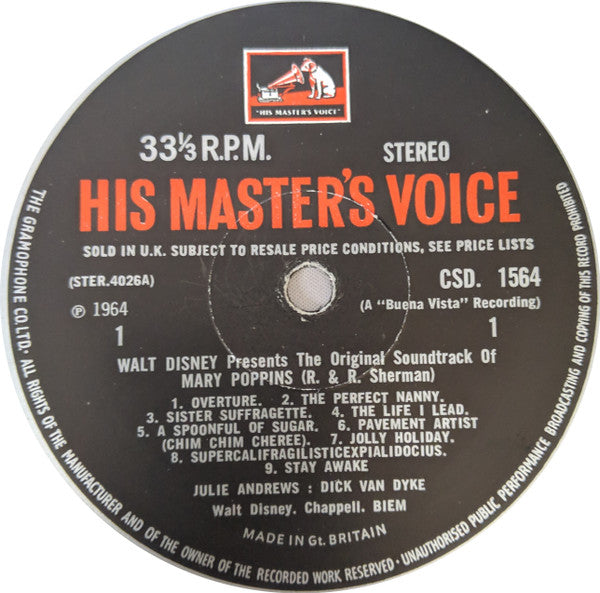 "HIS MASTER'S VOICE"
33⅓ R.P.M. STEREO
HIS MASTER'S VOICE
SOLD IN U.K. SUBJECT TO RESALE PRICE CONDITIONS, SEE PRICE LISTS
(STER.4026A) CSD. 1564
℗ 1964 (A "Buena Vista" Recording)
1 1
WALT DISNEY Presents The Original Soundtrack Of
MARY POPPINS (R. & R. Sherman)
1. OVERTURE. 2. THE PERFECT NANNY.
3. SISTER SUFFRAGETTE. 4. THE LIFE I LEAD.
5. A SPOONFUL OF SUGAR. 6. PAVEMENT ARTIST
(CHIM CHIM CHEREE). 7. JOLLY HOLIDAY.
8. SUPERCALIFRAGILISTICEXPIALIDOCIUS.
9. STAY AWAKE
JULIE ANDREWS : DICK VAN DYKE
Walt Disney. Chappell. BIEM
MADE IN Gt. BRITAIN
THE GRAMOPHONE CO. LTD. · ALL RIGHTS OF THE MANUFACTURER AND OF THE OWNER OF THE RECORDED WORK RESERVED · UNAUTHORISED PUBLIC PERFORMANCE BROADCASTING AND COPYING OF THIS RECORD PROHIBITED